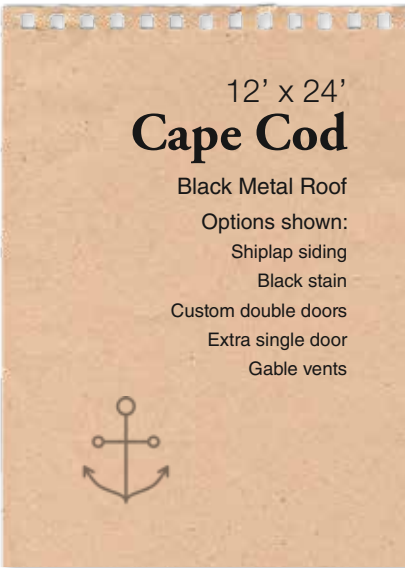 12’ x 24’
Cape Cod
Black Metal Roof
Options shown:
Shiplap siding
Black stain
Custom double doors
Extra single door
Gable vents